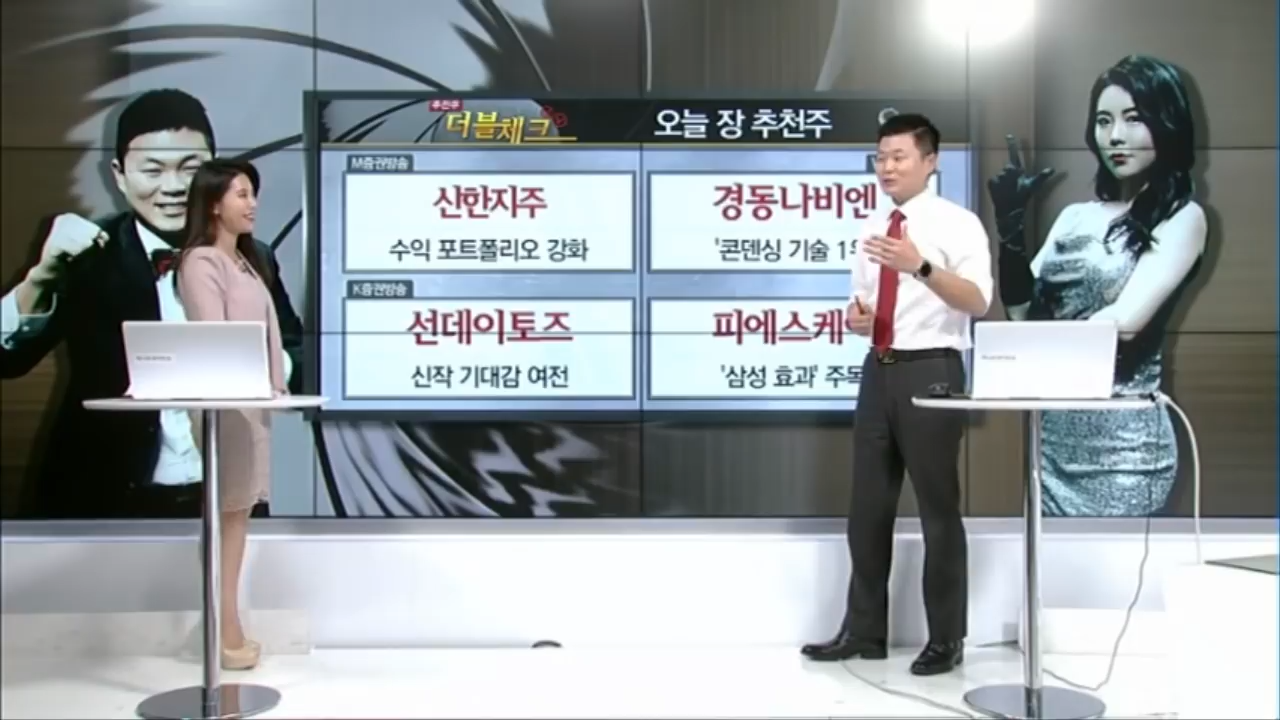 추천주
더블체크
오늘 장 추천주
M증권방송
신한지주
수익 포트폴리오 강화
경동나비엔
'콘덴싱 기술 1위
K증권방송
선데이토즈
신작 기대감 여전
피에스케이
'삼성 효과' 주목